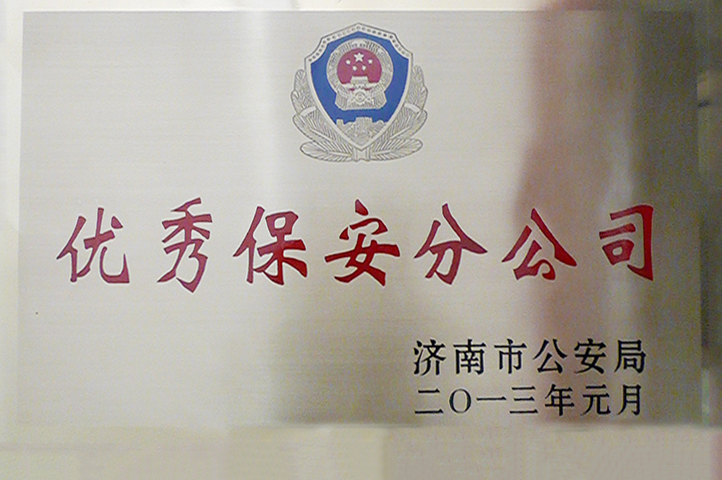 优秀保安分公司
济南市公安局
二〇一三年元月